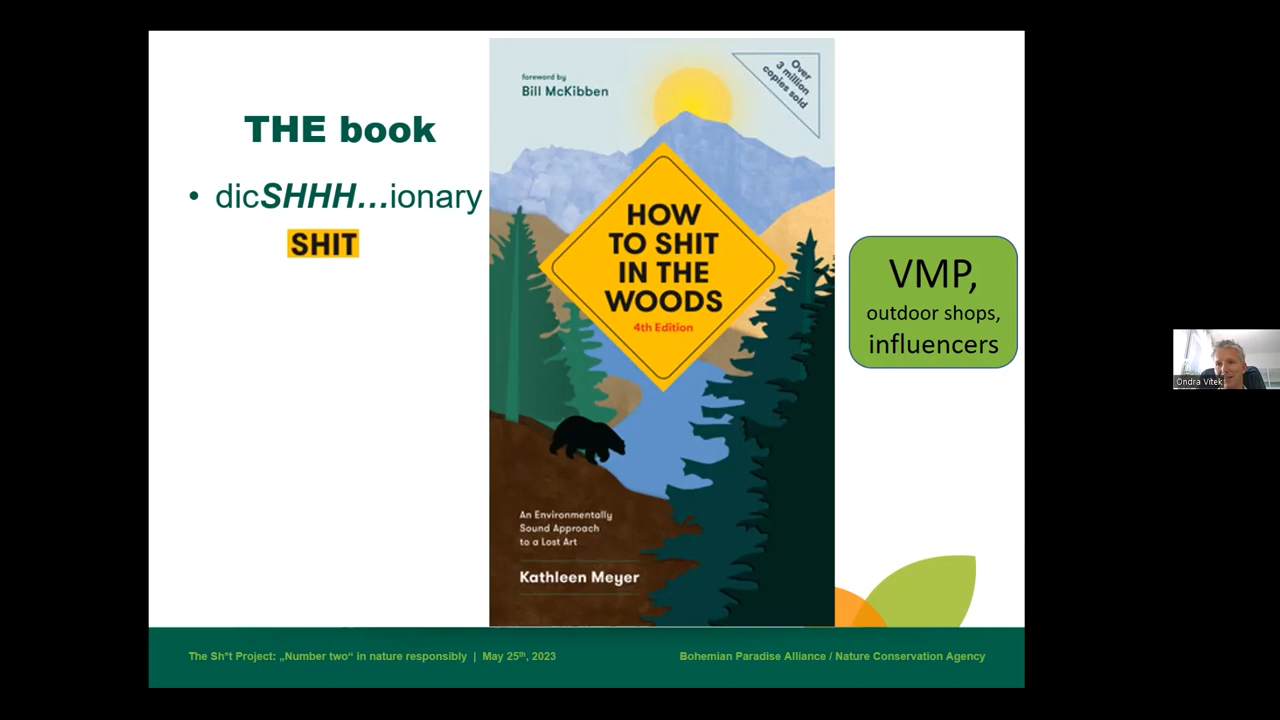 THE book
• dicSHHH...ionary
SHIT
foreword by
Bill McKibben
Over
3 million
copies sold
HOW
TO SHIT
IN THE
WOODS
4th Edition
An Environmentally
Sound Approach
to a Lost Art
Kathleen Meyer
VMP,
outdoor shops,
influencers
Ondra Vítek
The Sh*t Project: „Number two“ in nature responsibly | May 25th, 2023
Bohemian Paradise Alliance / Nature Conservation Agency